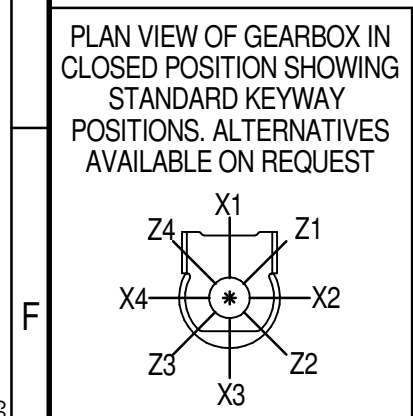 PLAN VIEW OF GEARBOX IN
CLOSED POSITION SHOWING
STANDARD KEYWAY
POSITIONS. ALTERNATIVES
AVAILABLE ON REQUEST
X1
Z4 Z1
X4 X2
F
Z3 Z2
X3